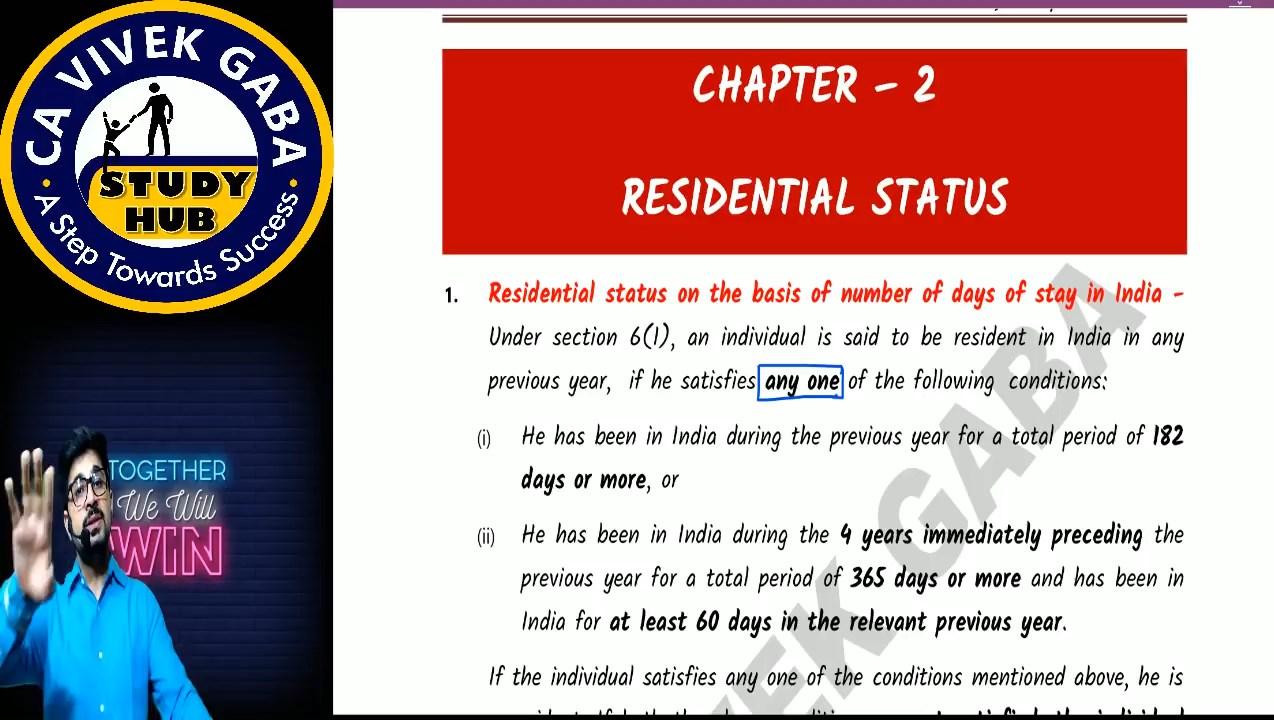 CA VIVEK GABA
STUDY
HUB
A Step Towards Success
TOGETHER
We Will
WIN
CHAPTER – 2
RESIDENTIAL STATUS
1. Residential status on the basis of number of days of stay in India –
Under section 6(1), an individual is said to be resident in India in any
previous year, if he satisfies any one of the following conditions:
(i) He has been in India during the previous year for a total period of 182
days or more, or
(ii) He has been in India during the 4 years immediately preceding the
previous year for a total period of 365 days or more and has been in
India for at least 60 days in the relevant previous year.
If the individual satisfies any one of the conditions mentioned above, he is
VIVEK GABA